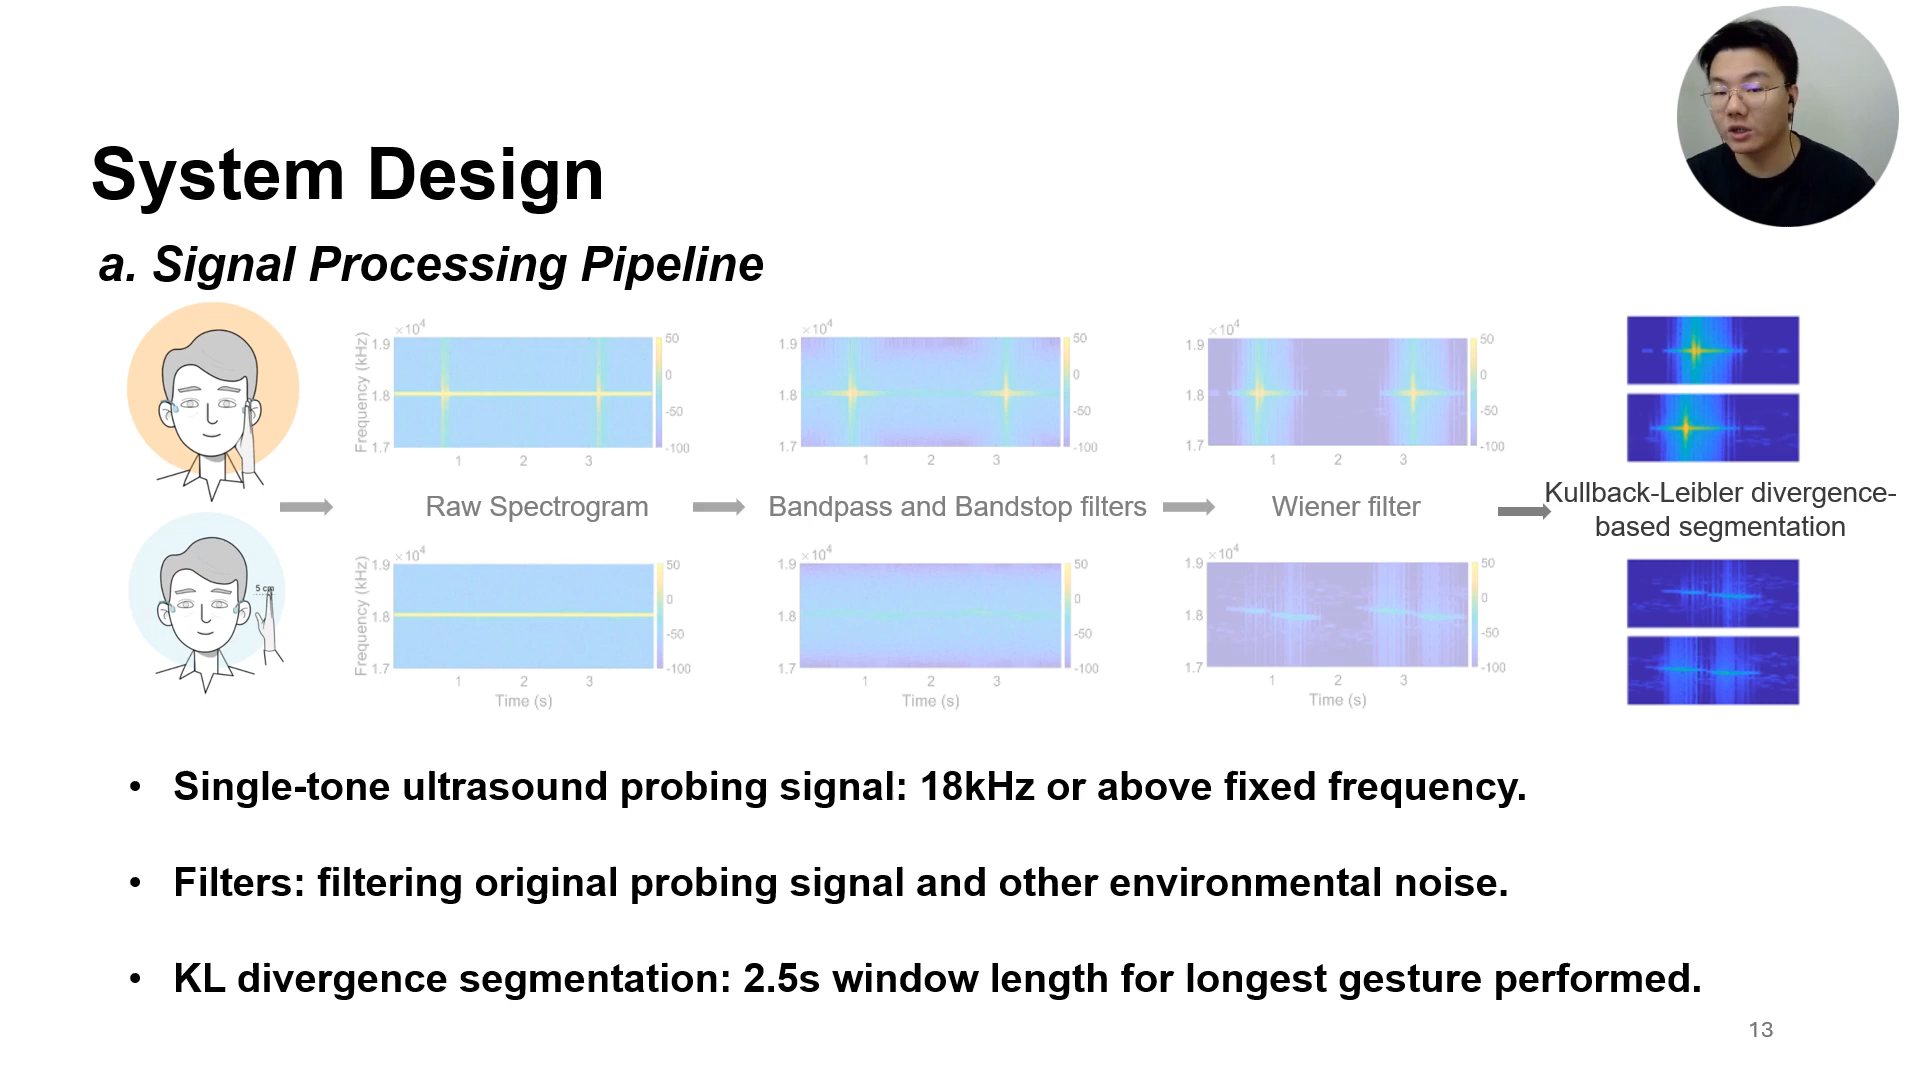 System Design
a. Signal Processing Pipeline
×10⁴
1.9
1.8
1.7
Frequency (kHz)
1 2 3
50
0
-50
-100
×10⁴
1.9
1.8
1.7
1 2 3
50
0
-50
-100
×10⁴
1.9
1.8
1.7
1 2 3
50
0
-50
-100
Raw Spectrogram
Bandpass and Bandstop filters
Wiener filter
Kullback-Leibler divergence-
based segmentation
5 cm
×10⁴
1.9
1.8
1.7
Frequency (kHz)
1 2 3
Time (s)
50
0
-50
-100
×10⁴
1.9
1.8
1.7
1 2 3
Time (s)
50
0
-50
-100
×10⁴
1.9
1.8
1.7
1 2 3
Time (s)
50
0
-50
-100
• Single-tone ultrasound probing signal: 18kHz or above fixed frequency.
• Filters: filtering original probing signal and other environmental noise.
• KL divergence segmentation: 2.5s window length for longest gesture performed.
13